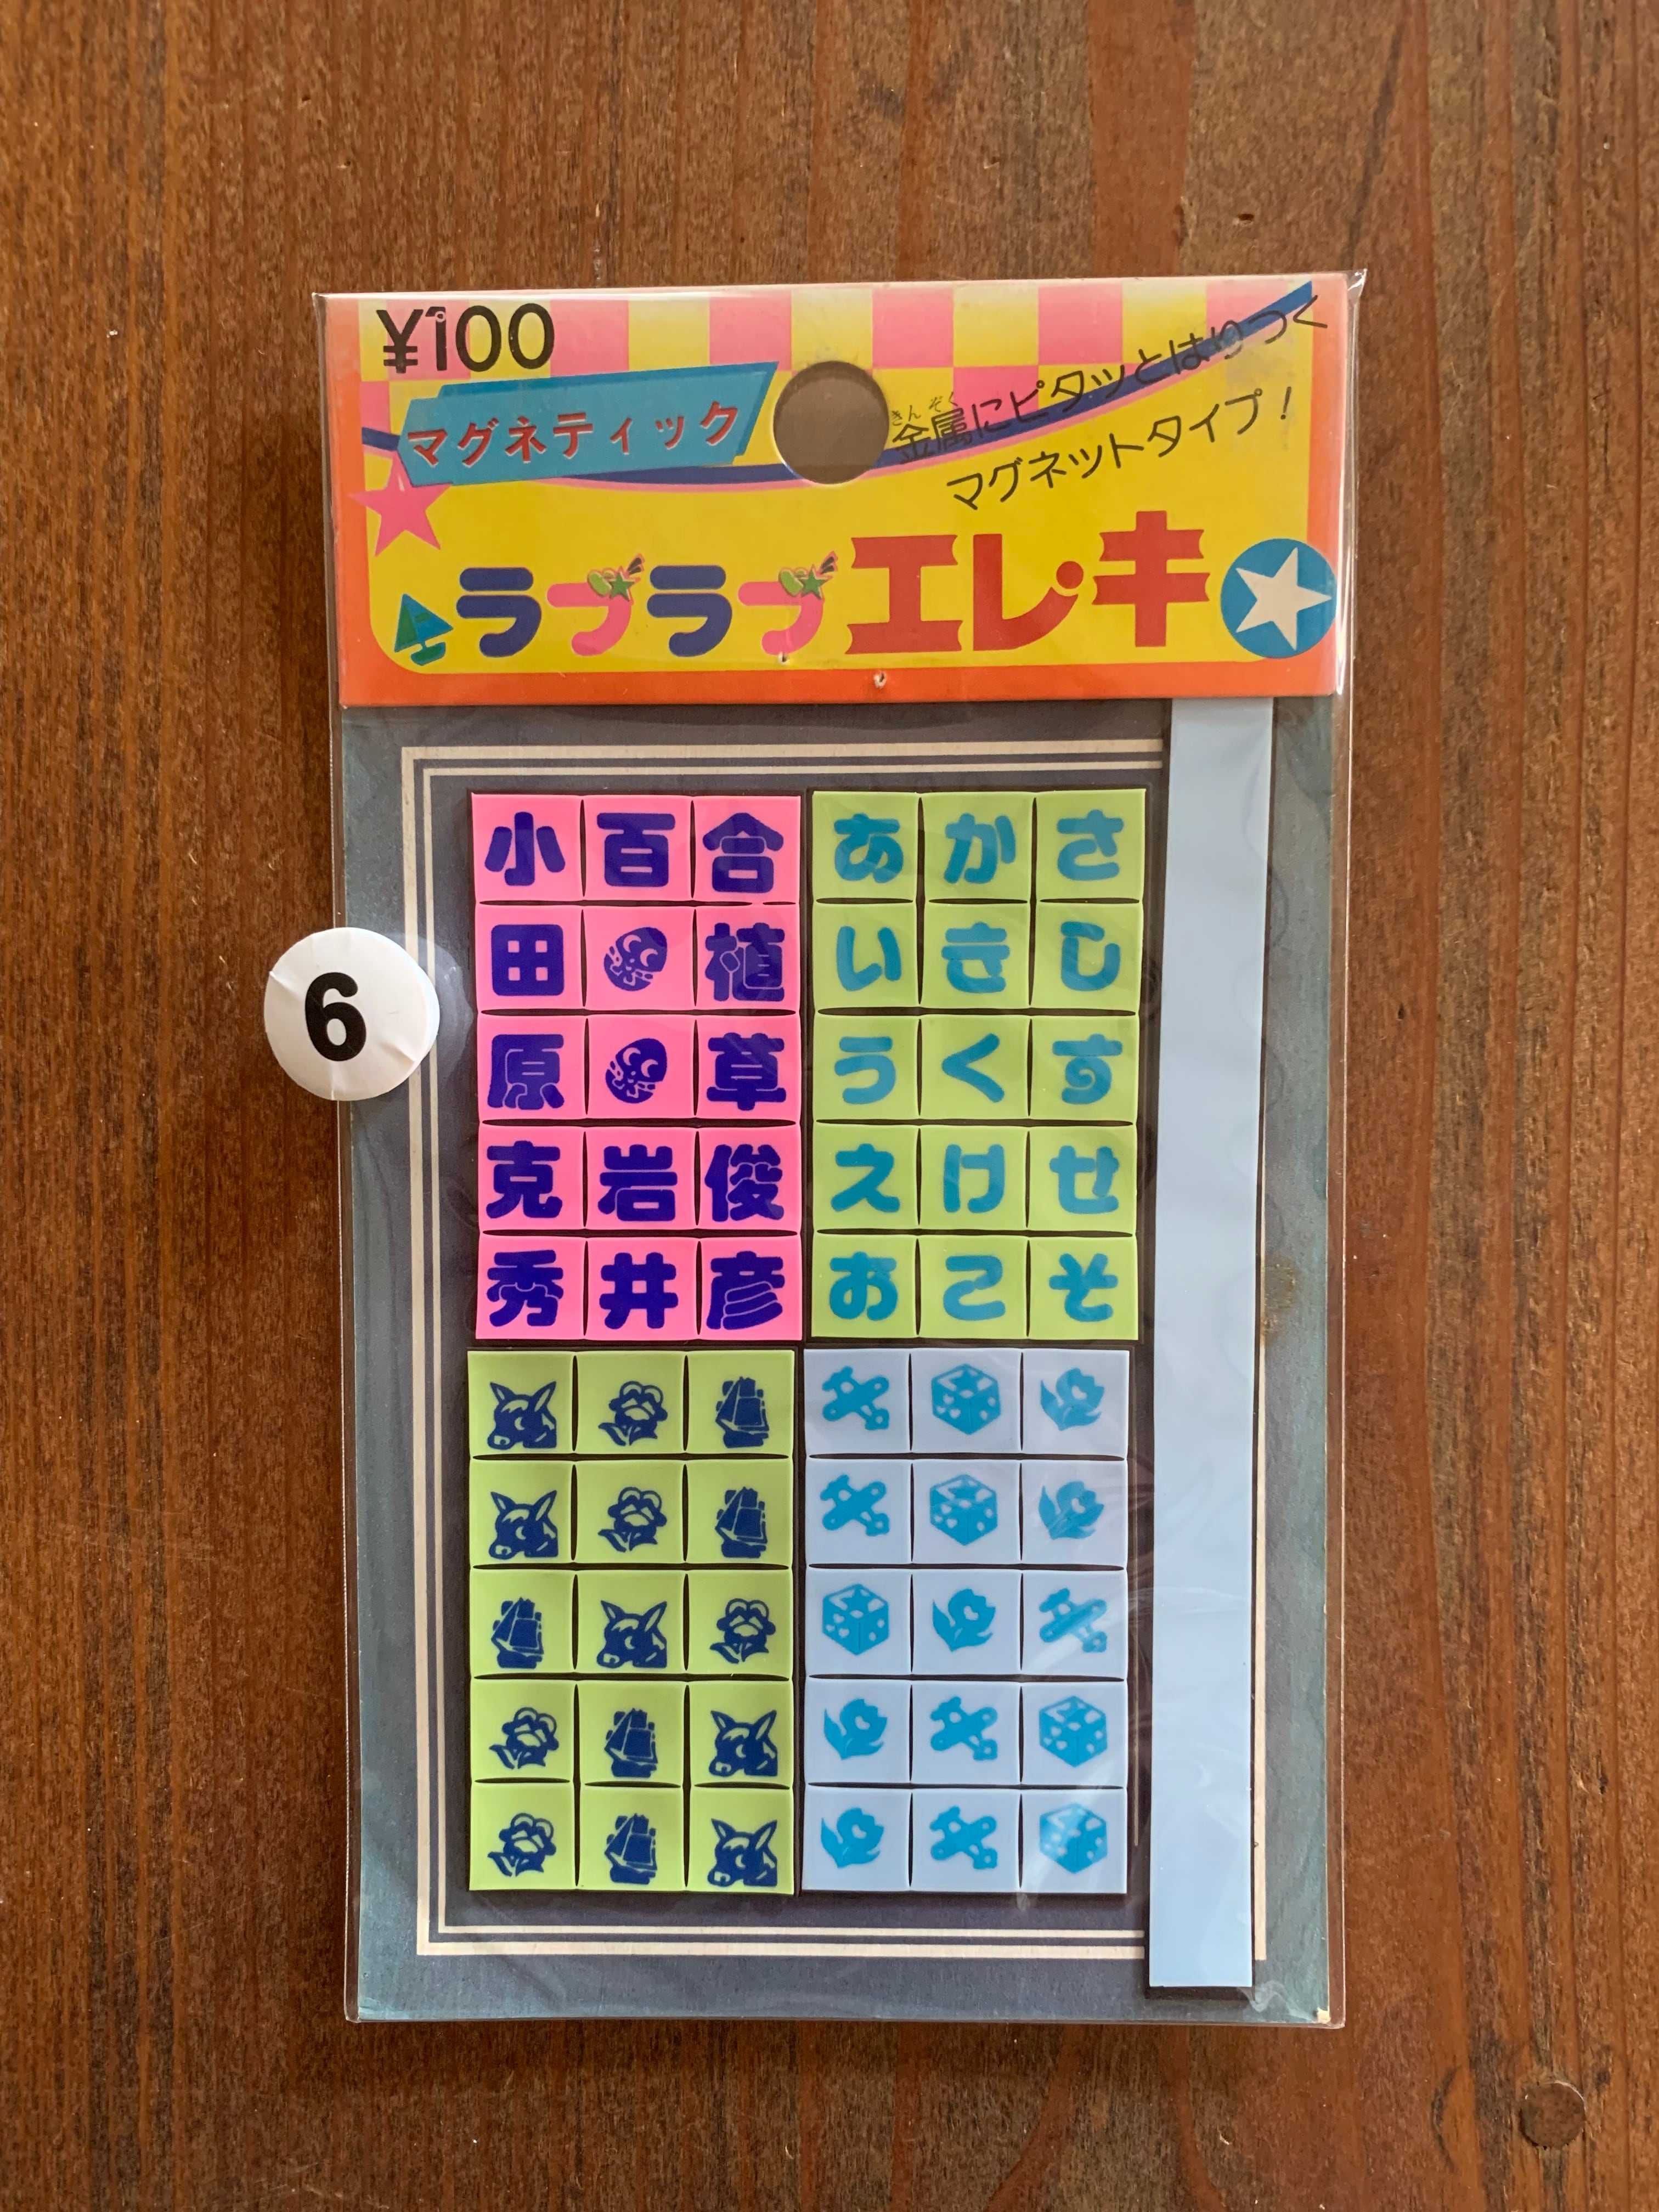 ¥100
マグネティック
金属にピタッとはりつく
きんぞく
マグネットタイプ!
ラブラブエレキ
6
小百合
田植
原草
克岩俊
秀井彦
あかさ
いきし
うくす
えけせ
おこそ